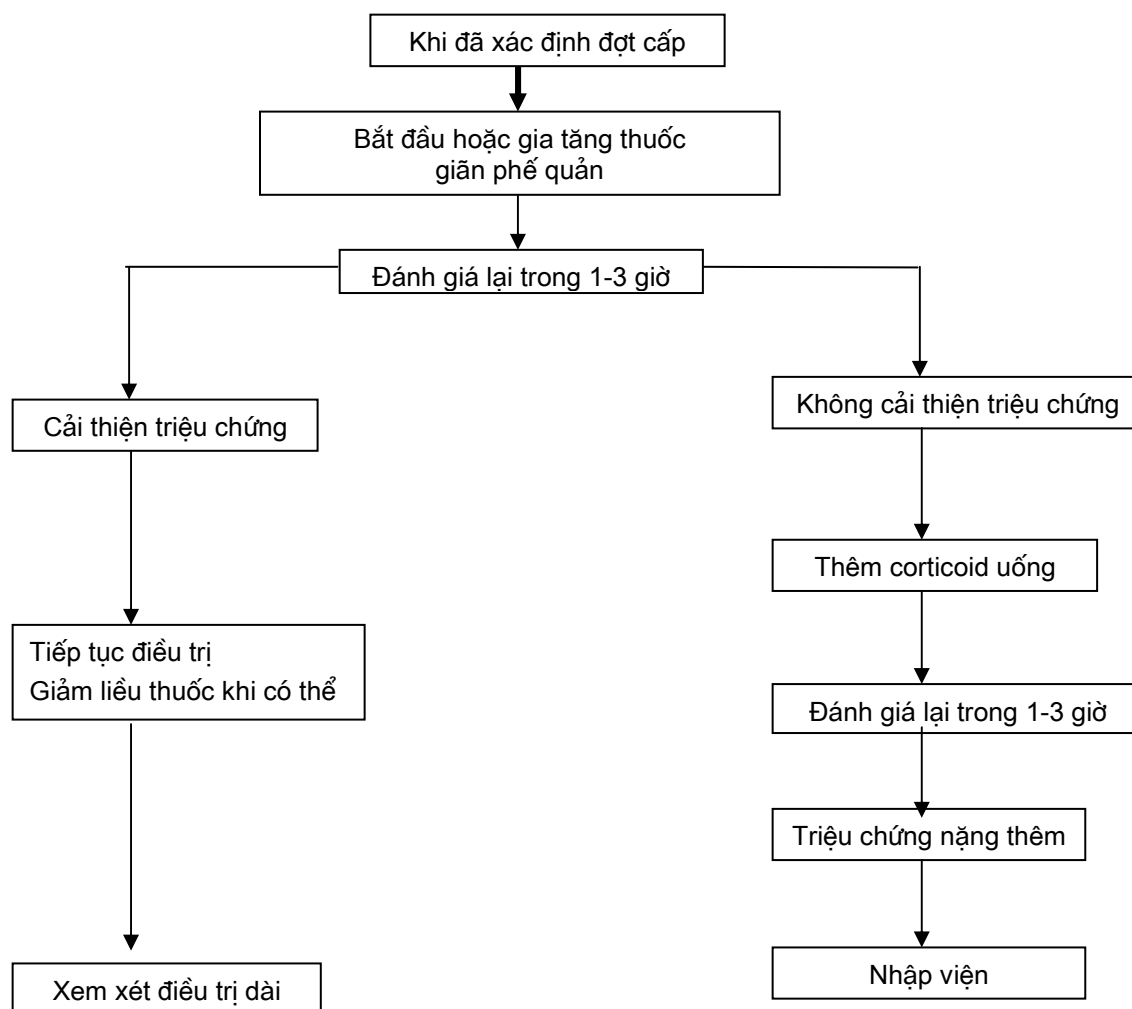 Khi đã xác định đợt cấp
Bắt đầu hoặc gia tăng thuốc
giãn phế quản
Đánh giá lại trong 1-3 giờ
Cải thiện triệu chứng
Tiếp tục điều trị
Giảm liều thuốc khi có thể
Xem xét điều trị dài
Không cải thiện triệu chứng
Thêm corticoid uống
Đánh giá lại trong 1-3 giờ
Triệu chứng nặng thêm
Nhập viện